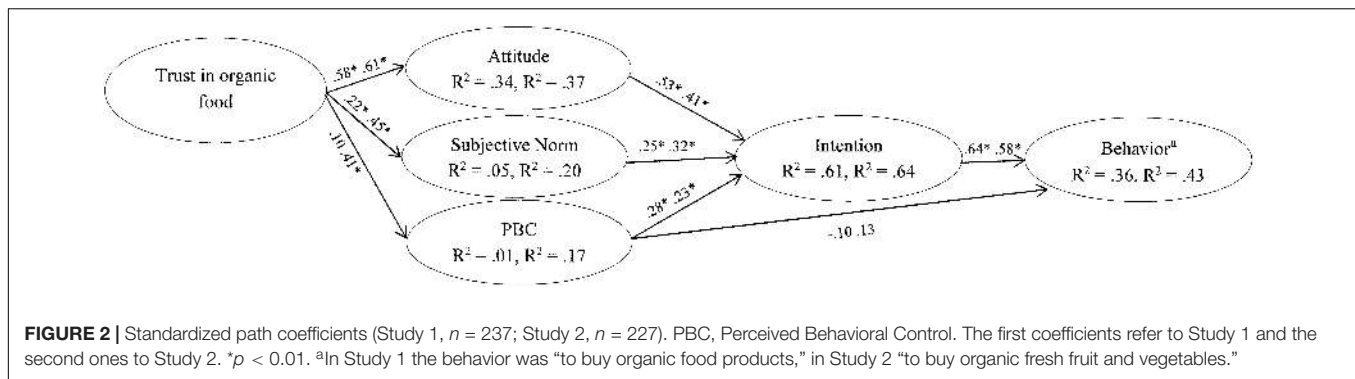 Trust in organic
food
.58* .61*
.22* .45*
.10 .41*
Attitude
R² = .34, R² = .37
Subjective Norm
R² = .05, R² = .20
PBC
R² = .01, R² = .17
.53* .41*
.25* .32*
.28* .23*
Intention
R² = .61, R² = .64
.64* .58*
-.10 .13
Behaviorª
R² = .36, R² = .43
FIGURE 2 | Standardized path coefficients (Study 1, n = 237; Study 2, n = 227). PBC, Perceived Behavioral Control. The first coefficients refer to Study 1 and the
second ones to Study 2. *p < 0.01. ªIn Study 1 the behavior was “to buy organic food products,” in Study 2 “to buy organic fresh fruit and vegetables.”